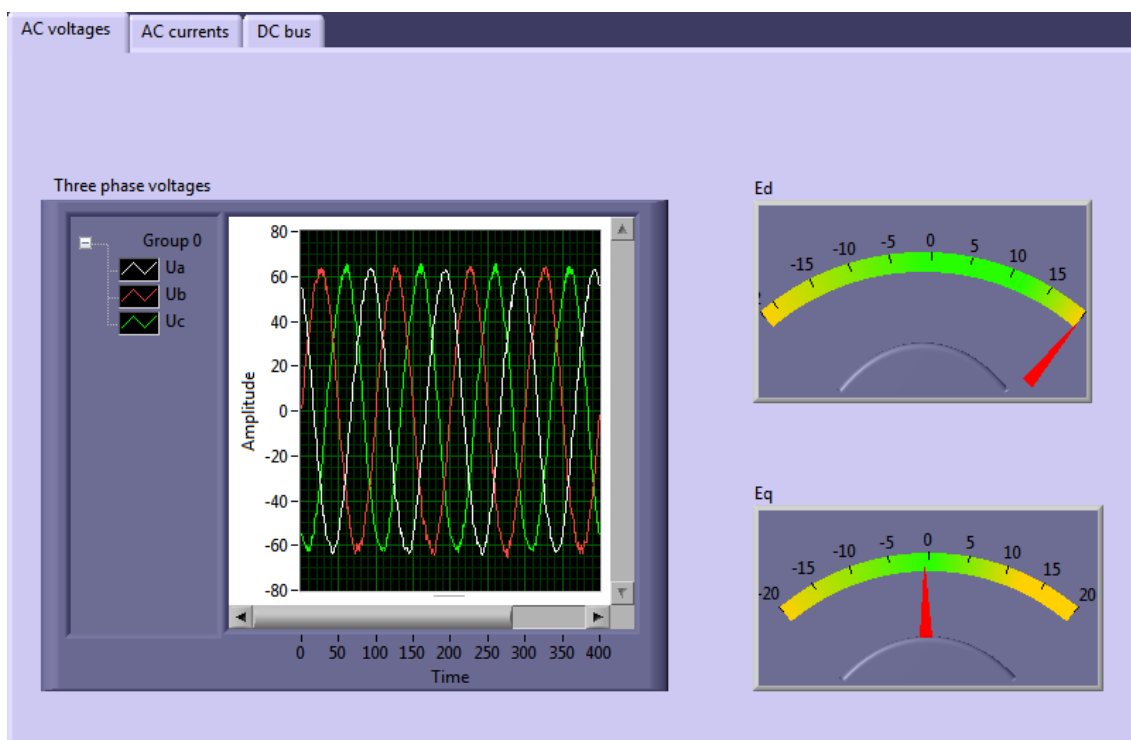 AC voltages AC currents DC bus
Three phase voltages
Group 0
Ua
Ub
Uc
Amplitude
80
60
40
20
0
-20
-40
-60
-80
0 50 100 150 200 250 300 350 400
Time
Ed
-15 -10 -5 0 5 10 15
Eq
-20 -15 -10 -5 0 5 10 15 20